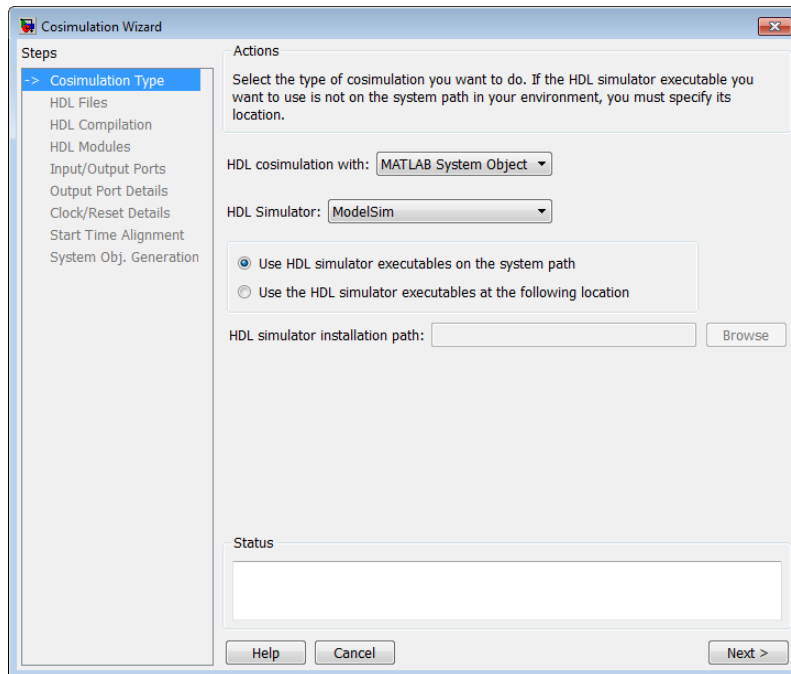 Cosimulation Wizard
Steps
-> Cosimulation Type
HDL Files
HDL Compilation
HDL Modules
Input/Output Ports
Output Port Details
Clock/Reset Details
Start Time Alignment
System Obj. Generation
Actions
Select the type of cosimulation you want to do. If the HDL simulator executable you
want to use is not on the system path in your environment, you must specify its
location.
HDL cosimulation with: MATLAB System Object
HDL Simulator: ModelSim
Use HDL simulator executables on the system path
Use the HDL simulator executables at the following location
HDL simulator installation path: Browse
Status
Help Cancel Next >